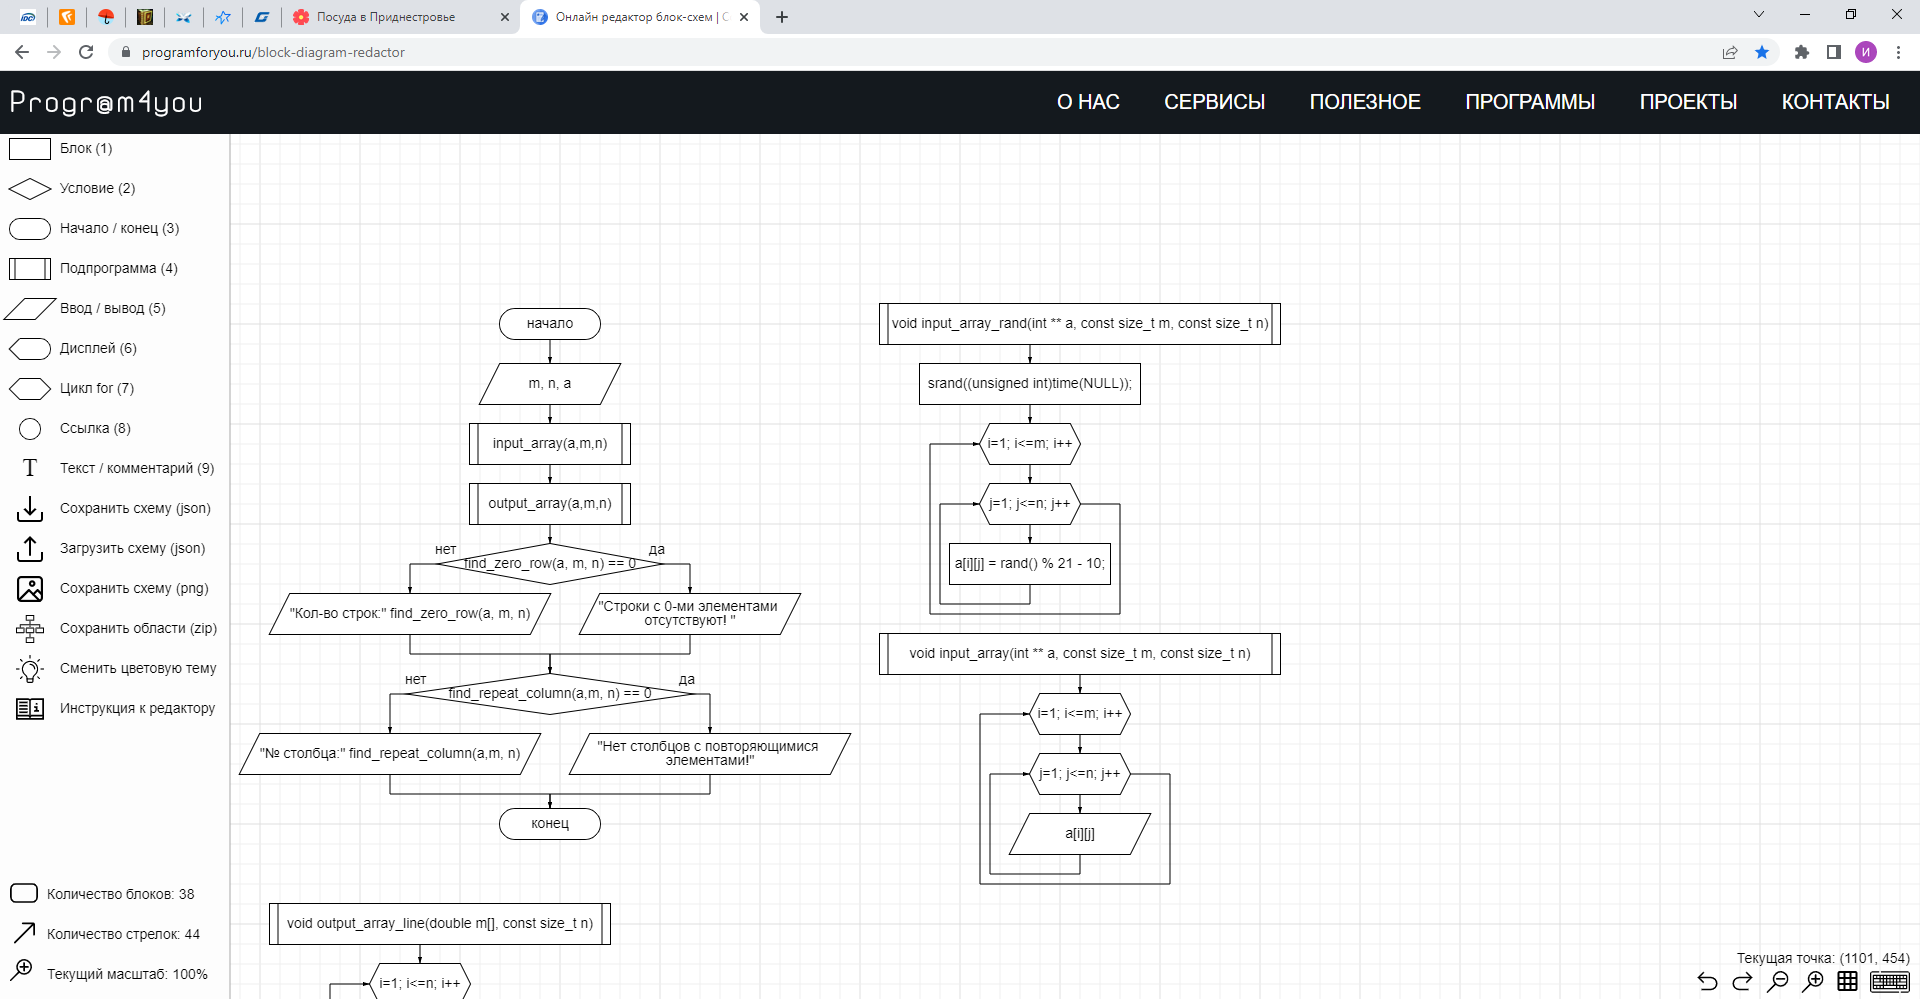 Посуда в Приднестровье
Онлайн редактор блок-схем | С
programforyou.ru/block-diagram-redactor
И
Progr@m4you
О НАС
СЕРВИСЫ
ПОЛЕЗНОЕ
ПРОГРАММЫ
ПРОЕКТЫ
КОНТАКТЫ
Блок (1)
Условие (2)
Начало / конец (3)
Подпрограмма (4)
Ввод / вывод (5)
Дисплей (6)
Цикл for (7)
Ссылка (8)
T Текст / комментарий (9)
Сохранить схему (json)
Загрузить схему (json)
Сохранить схему (png)
Сохранить области (zip)
Сменить цветовую тему
Инструкция к редактору
Количество блоков: 38
Количество стрелок: 44
Текущий масштаб: 100%
начало
m, n, a
input_array(a,m,n)
output_array(a,m,n)
нет
да
find_zero_row(a, m, n) == 0
"Кол-во строк:" find_zero_row(a, m, n)
"Строки с 0-ми элементами
отсутствуют! "
нет
да
find_repeat_column(a,m, n) == 0
"№ столбца:" find_repeat_column(a,m, n)
"Нет столбцов с повторяющимися
элементами!"
конец
void output_array_line(double m[], const size_t n)
i=1; i<=n; i++
void input_array_rand(int ** a, const size_t m, const size_t n)
srand((unsigned int)time(NULL));
i=1; i<=m; i++
j=1; j<=n; j++
a[i][j] = rand() % 21 - 10;
void input_array(int ** a, const size_t m, const size_t n)
i=1; i<=m; i++
j=1; j<=n; j++
a[i][j]
Текущая точка: (1101, 454)